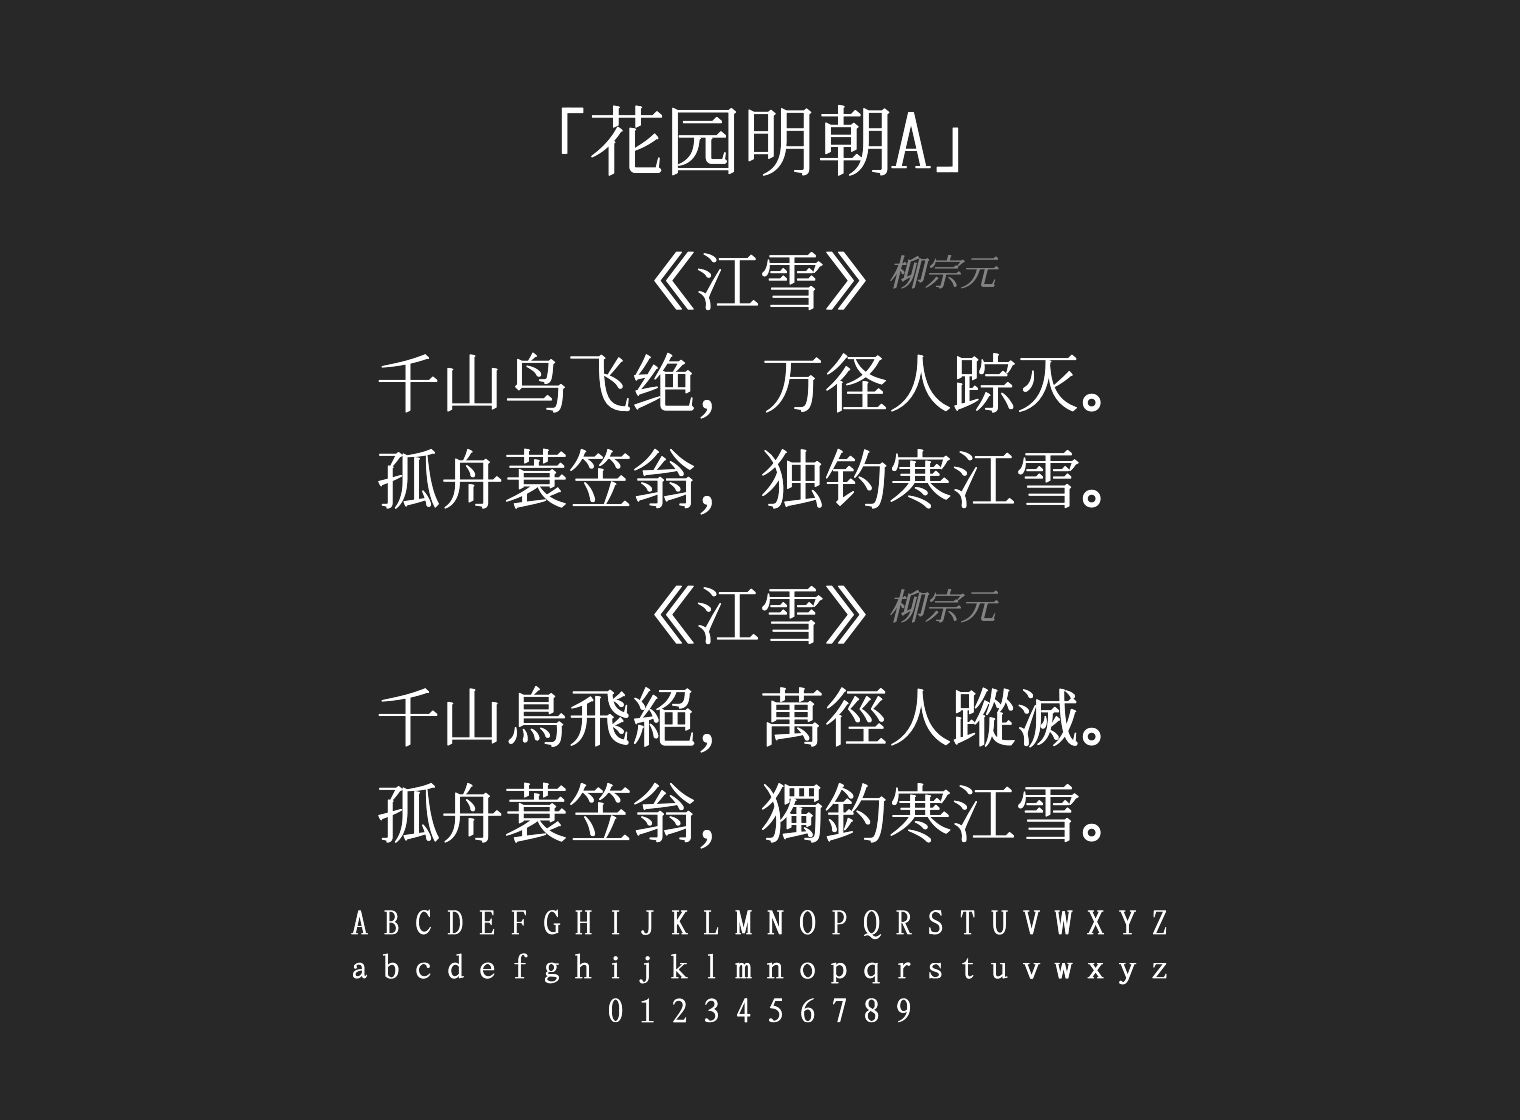 「花园明朝A」
《江雪》 柳宗元
千山鸟飞绝，万径人踪灭。
孤舟蓑笠翁，独钓寒江雪。
《江雪》 柳宗元
千山鳥飛絕，萬徑人蹤滅。
孤舟蓑笠翁，獨釣寒江雪。
A B C D E F G H I J K L M N O P Q R S T U V W X Y Z
a b c d e f g h i j k l m n o p q r s t u v w x y z
0 1 2 3 4 5 6 7 8 9